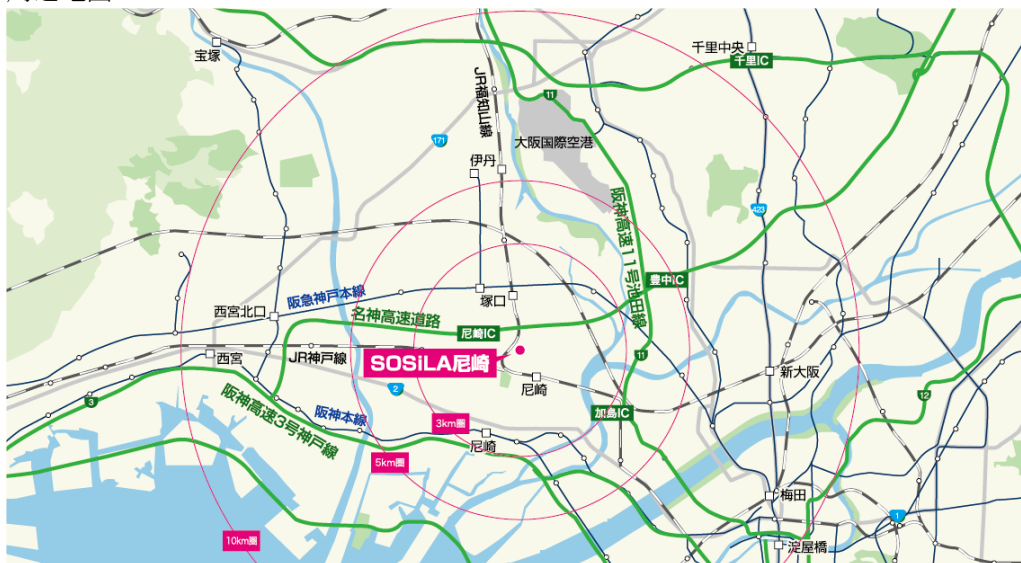 宝塚
千里中央
千里IC
JR福知山線
11
大阪国際空港
171
伊丹
阪神高速11号池田線
423
豊中IC
阪急神戸本線
塚口
西宮北口
名神高速道路
尼崎IC
西宮
JR神戸線
SOSiLA尼崎
11
新大阪
尼崎
2
3
12
阪神高速3号神戸線
阪神本線
3km圏
加島IC
尼崎
5km圏
梅田
1
10km圏
淀屋橋